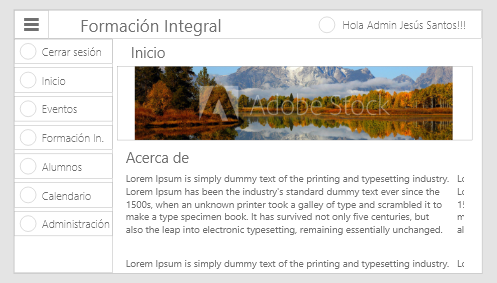 Formación Integral
Hola Admin Jesús Santos!!!
Cerrar sesión
Inicio
Eventos
Formación In.
Alumnos
Calendario
Administración
Inicio
Adobe Stock
Acerca de
Lorem Ipsum is simply dummy text of the printing and typesetting industry.
Lorem Ipsum has been the industry's standard dummy text ever since the
1500s, when an unknown printer took a galley of type and scrambled it to
make a type specimen book. It has survived not only five centuries, but
also the leap into electronic typesetting, remaining essentially unchanged.
Lorem Ipsum is simply dummy text of the printing and typesetting industry.